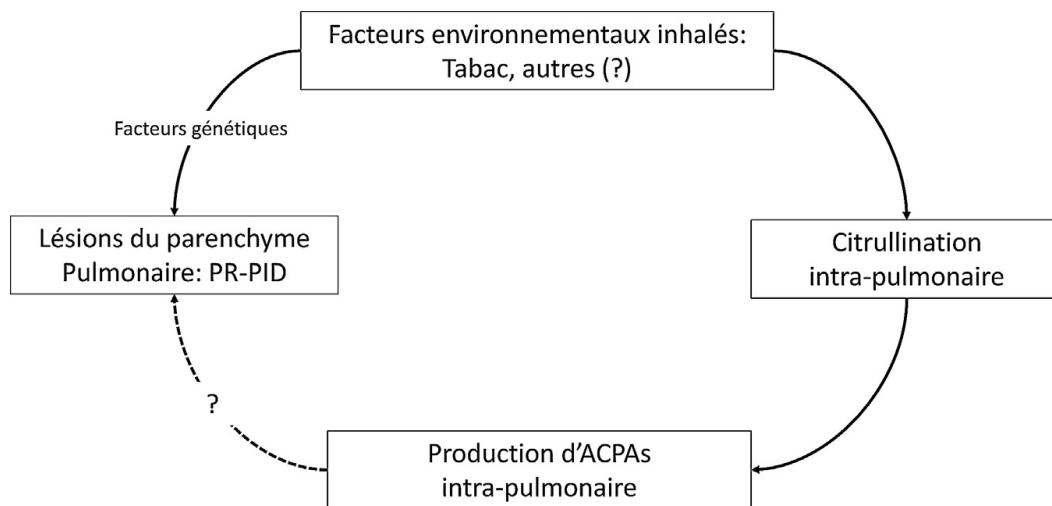 Facteurs environnementaux inhalés:
Tabac, autres (?)
Facteurs génétiques
Lésions du parenchyme
Pulmonaire: PR-PID
Citrullination
intra-pulmonaire
?
Production d'ACPAs
intra-pulmonaire